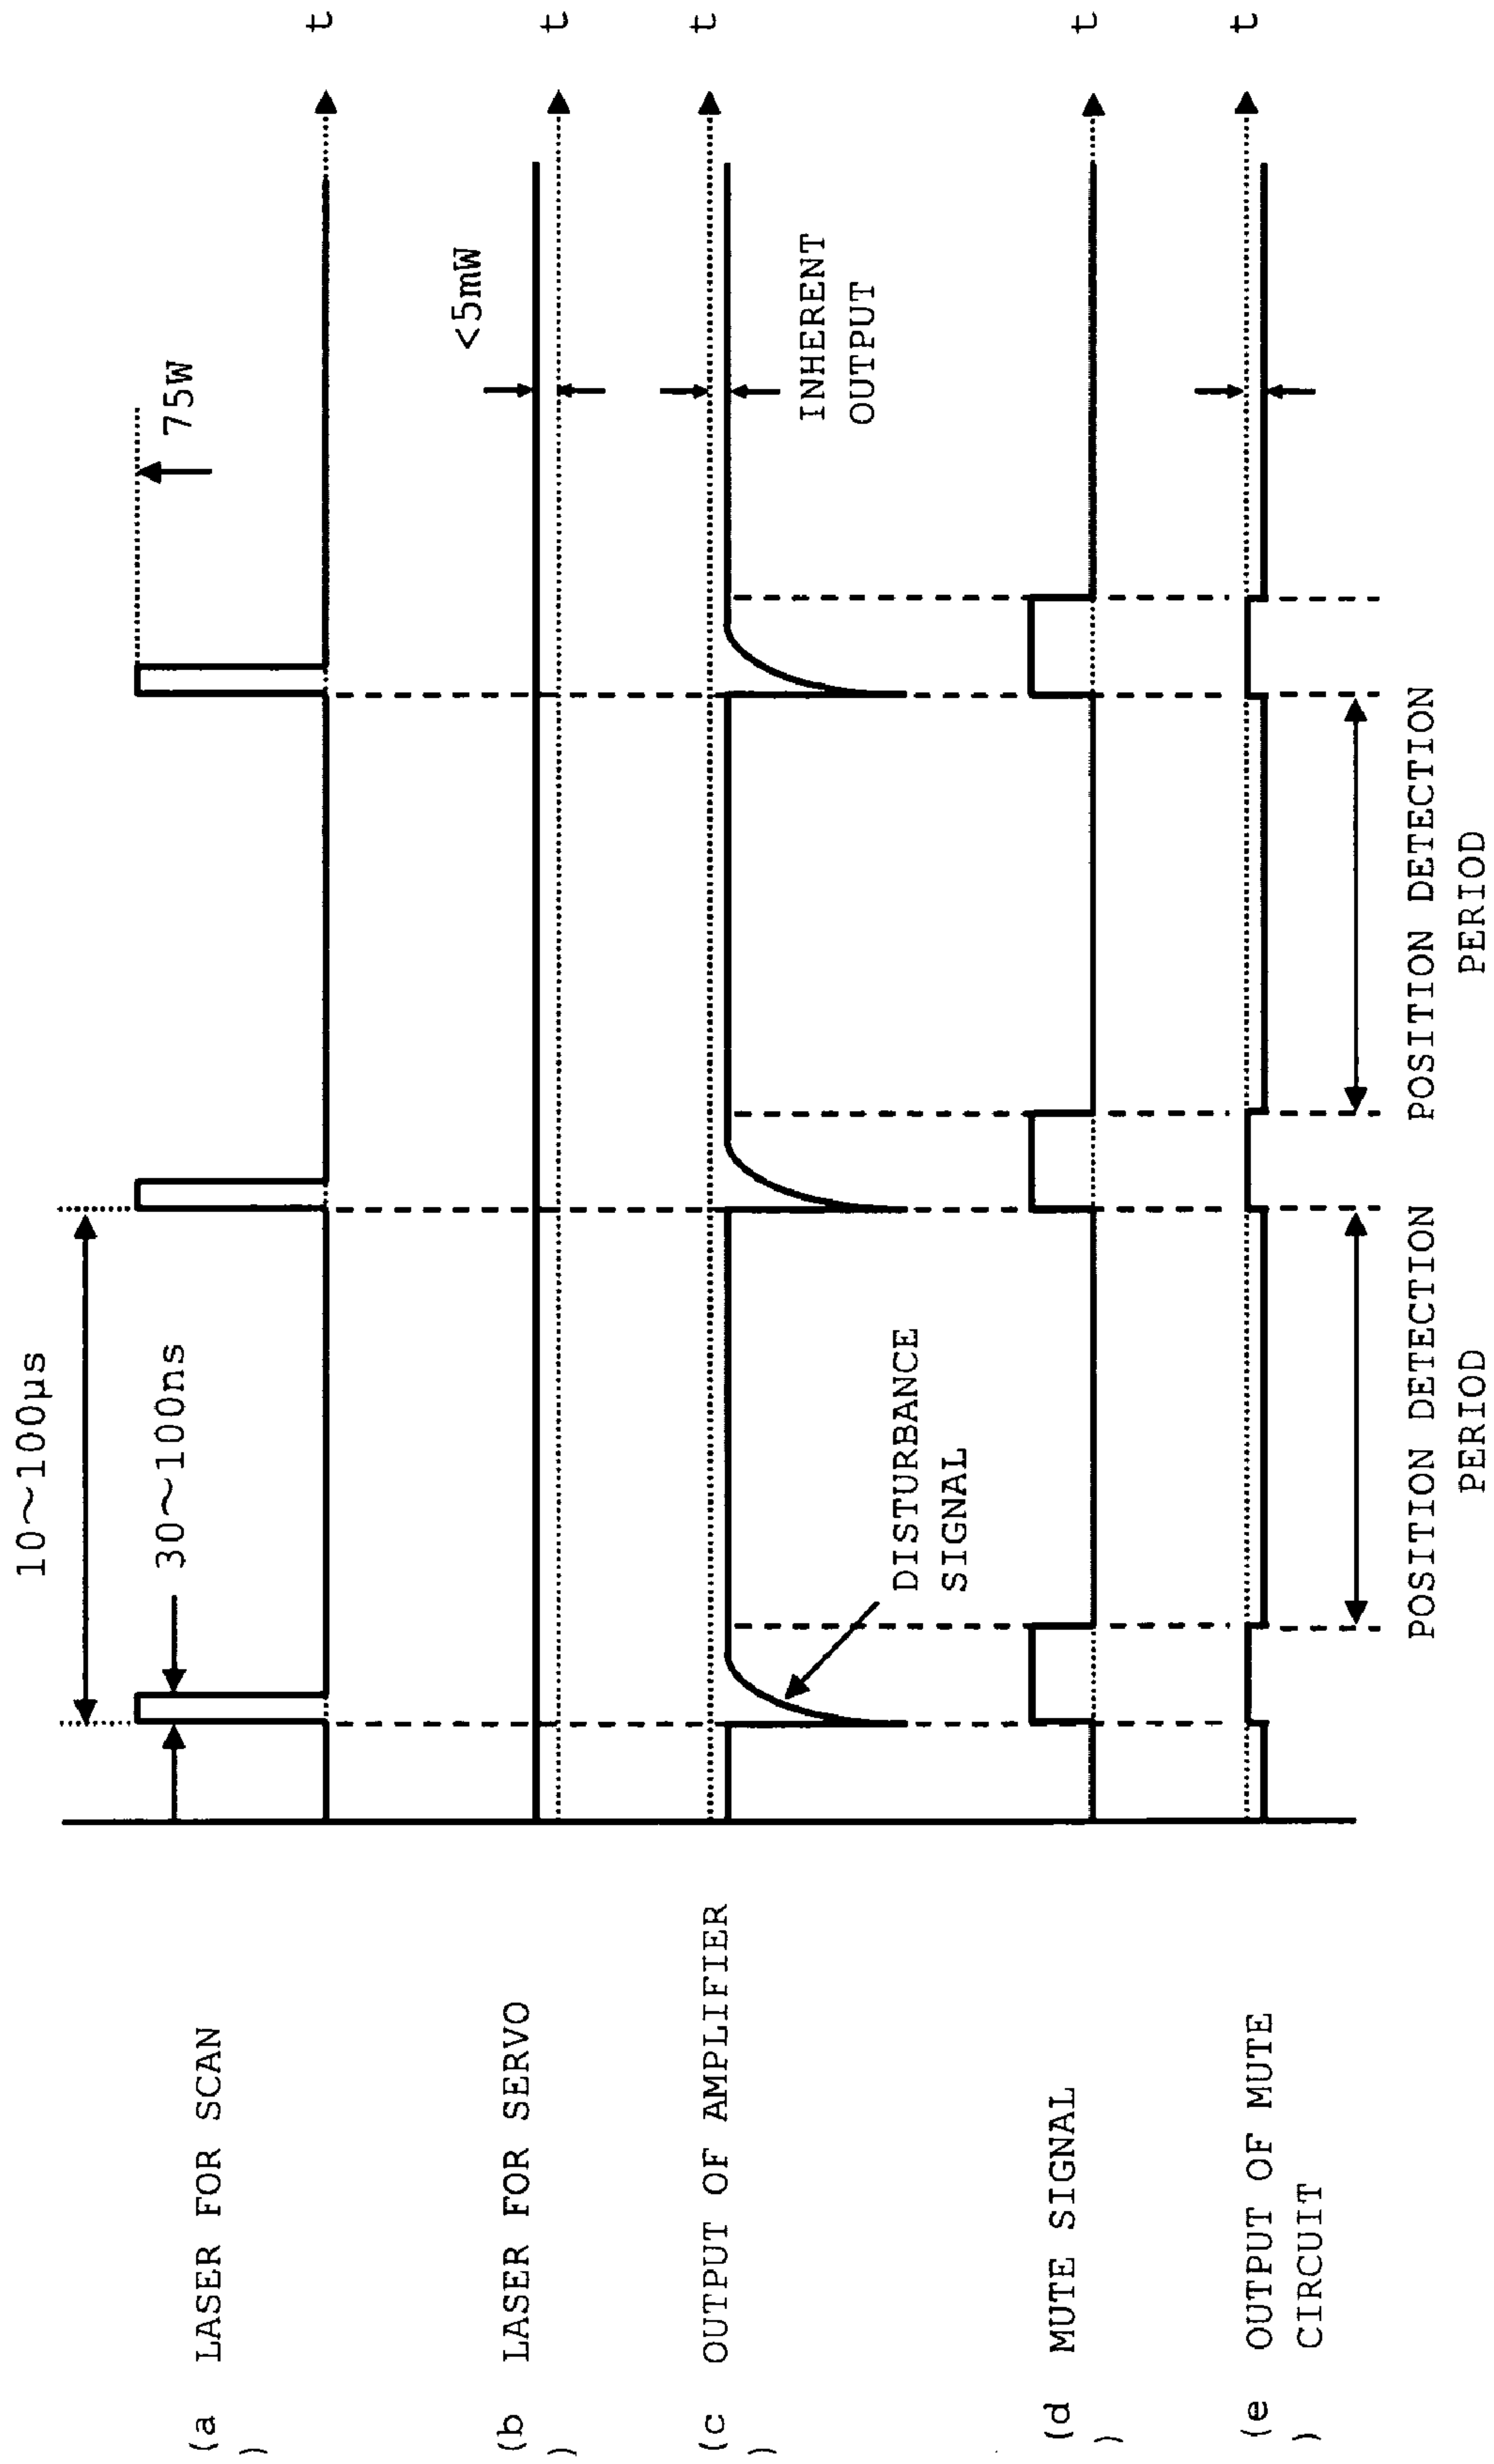 10~100µs
30~100ns
75W
(a) LASER FOR SCAN
t
<5mW
(b) LASER FOR SERVO
t
(c) OUTPUT OF AMPLIFIER
t
INHERENT
OUTPUT
DISTURBANCE
SIGNAL
(d) MUTE SIGNAL
t
(e) OUTPUT OF MUTE
CIRCUIT
t
POSITION DETECTION
PERIOD
POSITION DETECTION
PERIOD